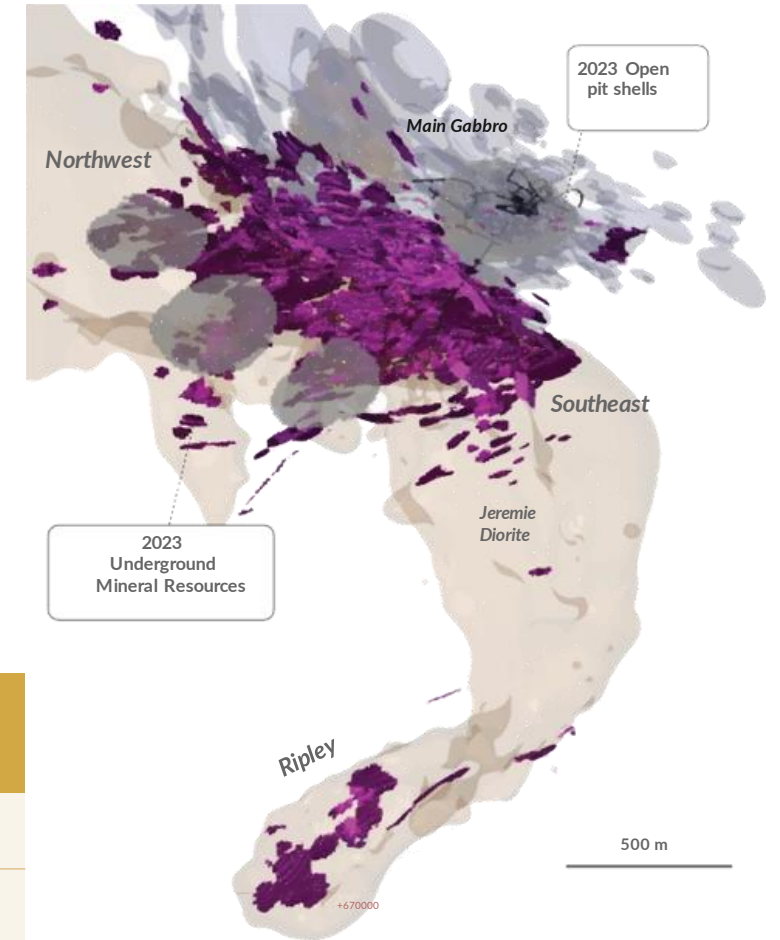 2023 Open
pit shells
Main Gabbro
Northwest
Southeast
Jeremie
Diorite
2023
Underground
Mineral Resources
Ripley
500 m
+670000